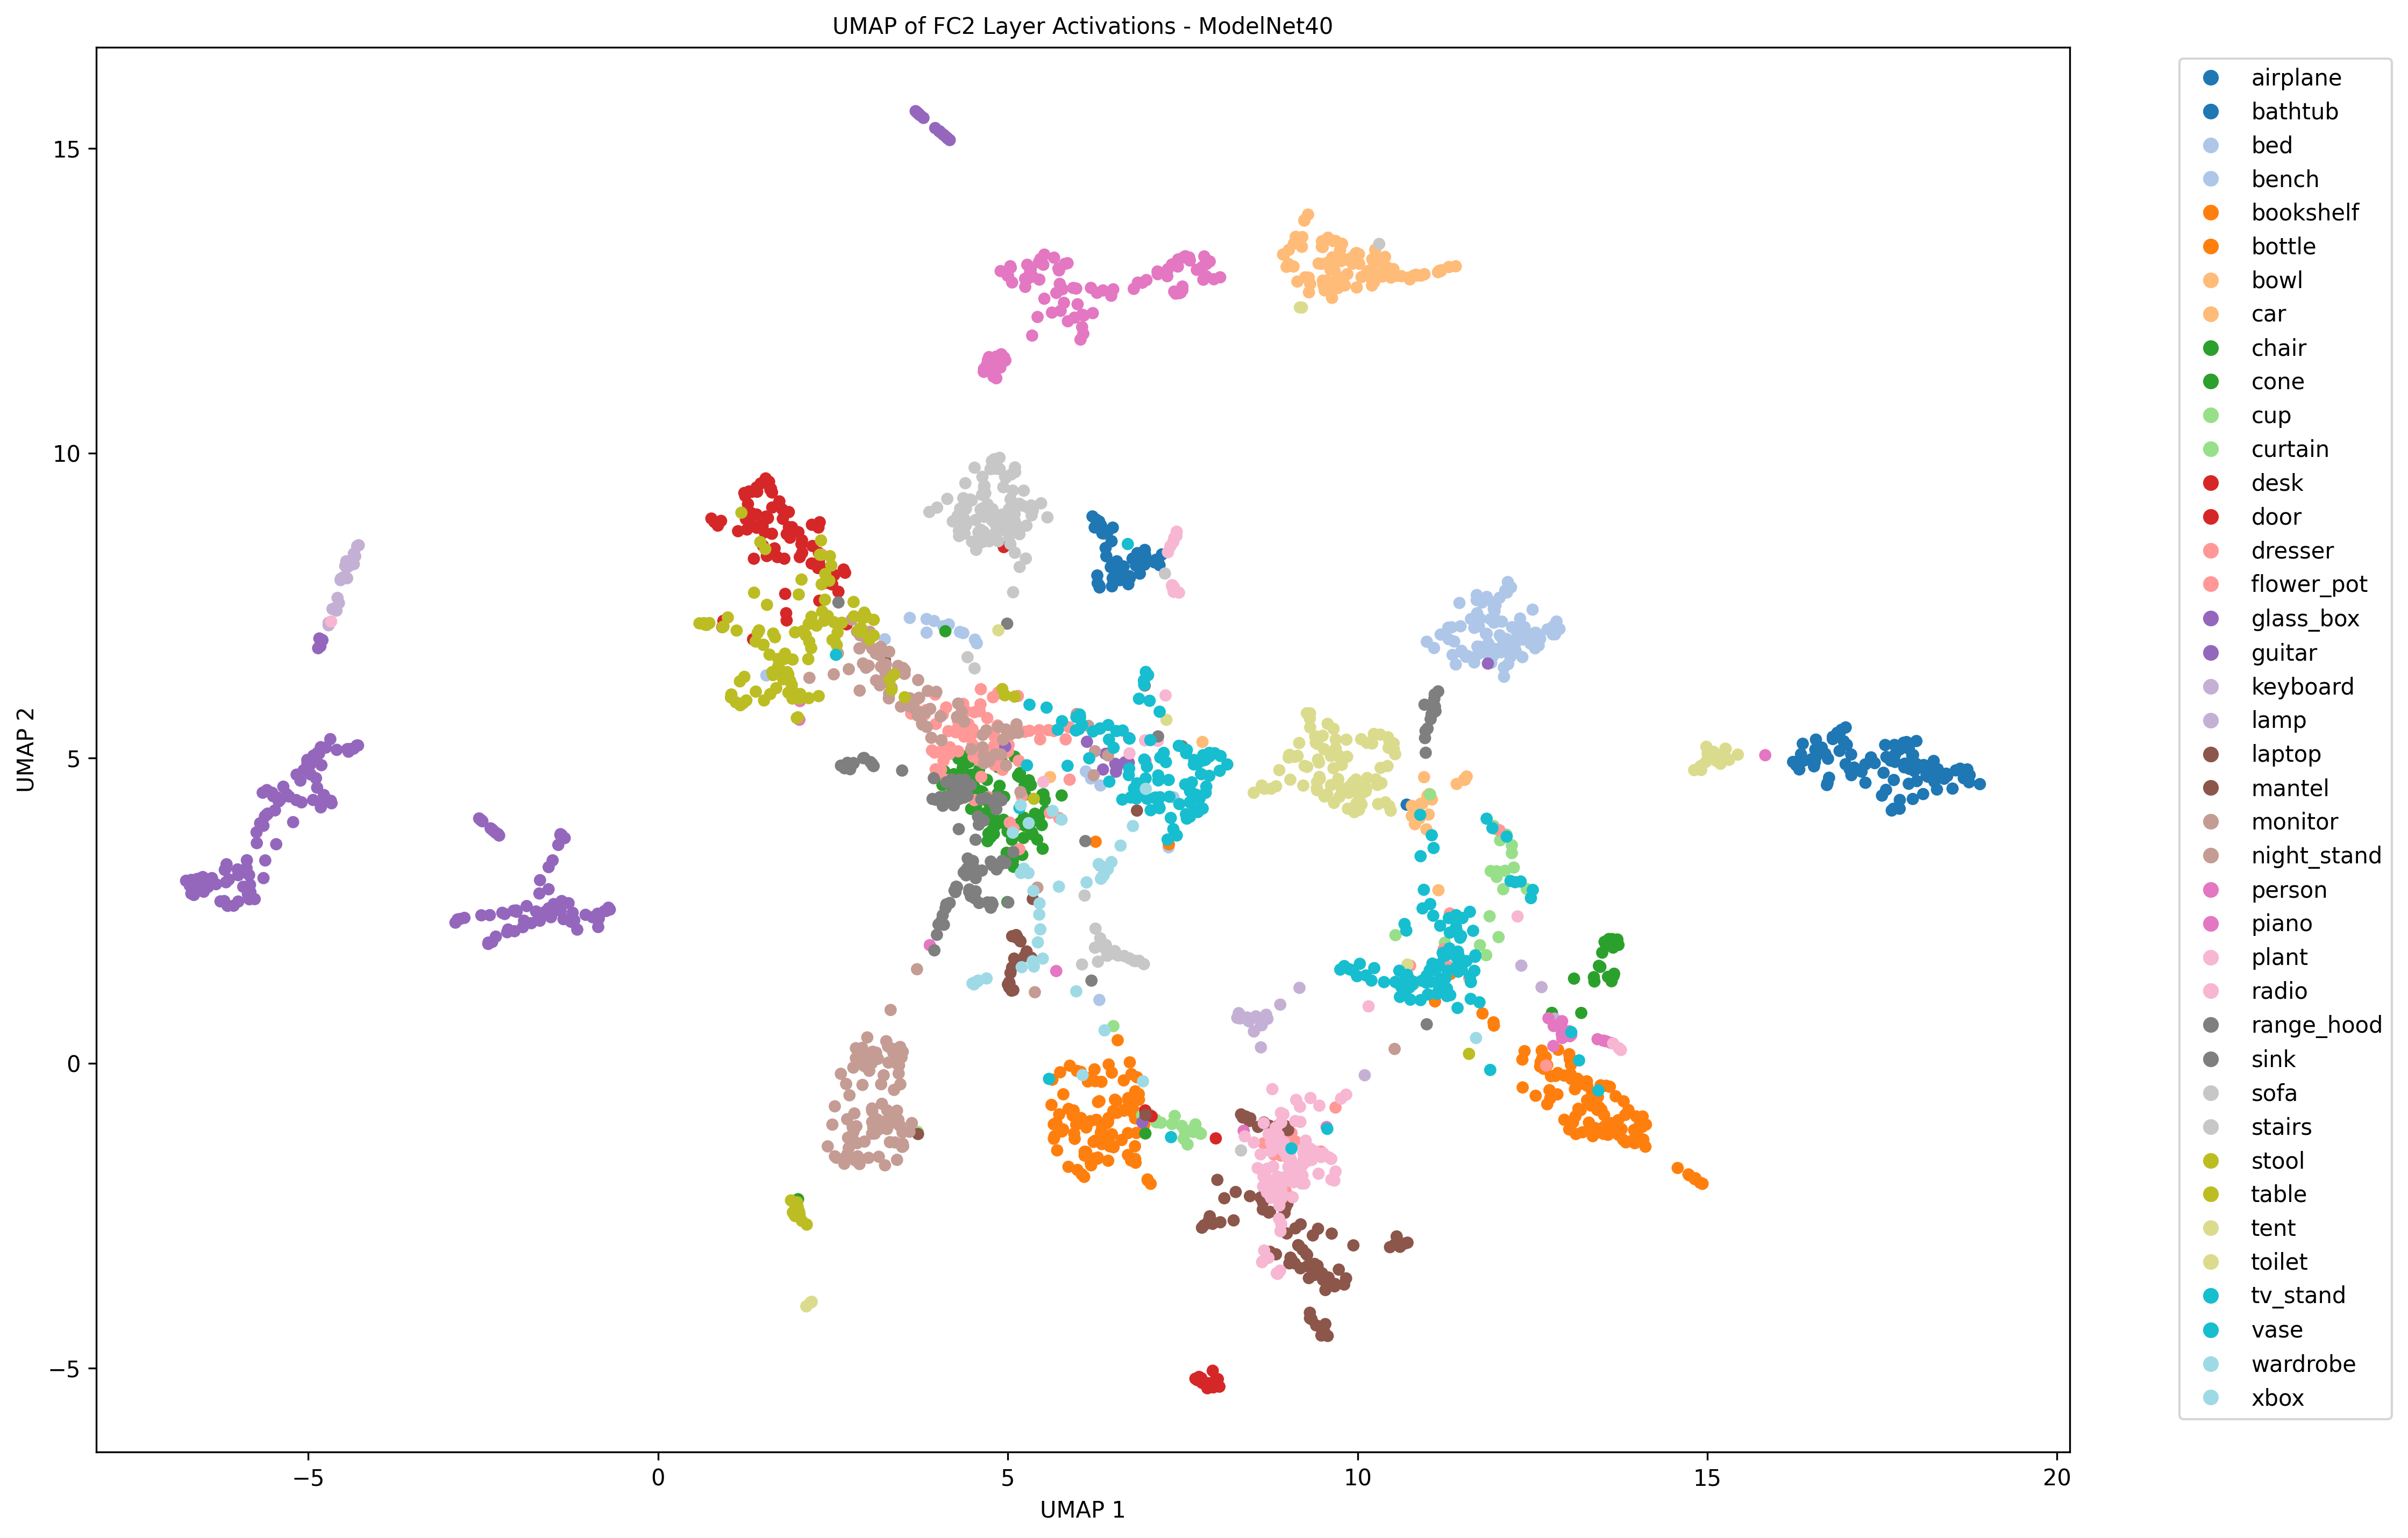 UMAP of FC2 Layer Activations - ModelNet40
15
10
5
0
−5
UMAP 2
−5
0
5
10
15
20
UMAP 1
airplane
bathtub
bed
bench
bookshelf
bottle
bowl
car
chair
cone
cup
curtain
desk
door
dresser
flower_pot
glass_box
guitar
keyboard
lamp
laptop
mantel
monitor
night_stand
person
piano
plant
radio
range_hood
sink
sofa
stairs
stool
table
tent
toilet
tv_stand
vase
wardrobe
xbox